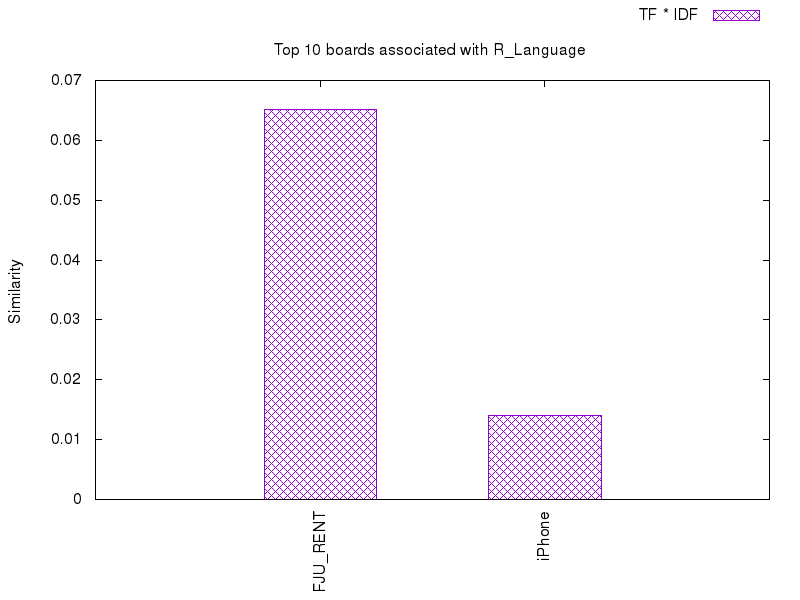 TF * IDF
Top 10 boards associated with R_Language
0.07
0.06
0.05
0.04
0.03
0.02
0.01
0
Similarity
FJU_RENT
iPhone